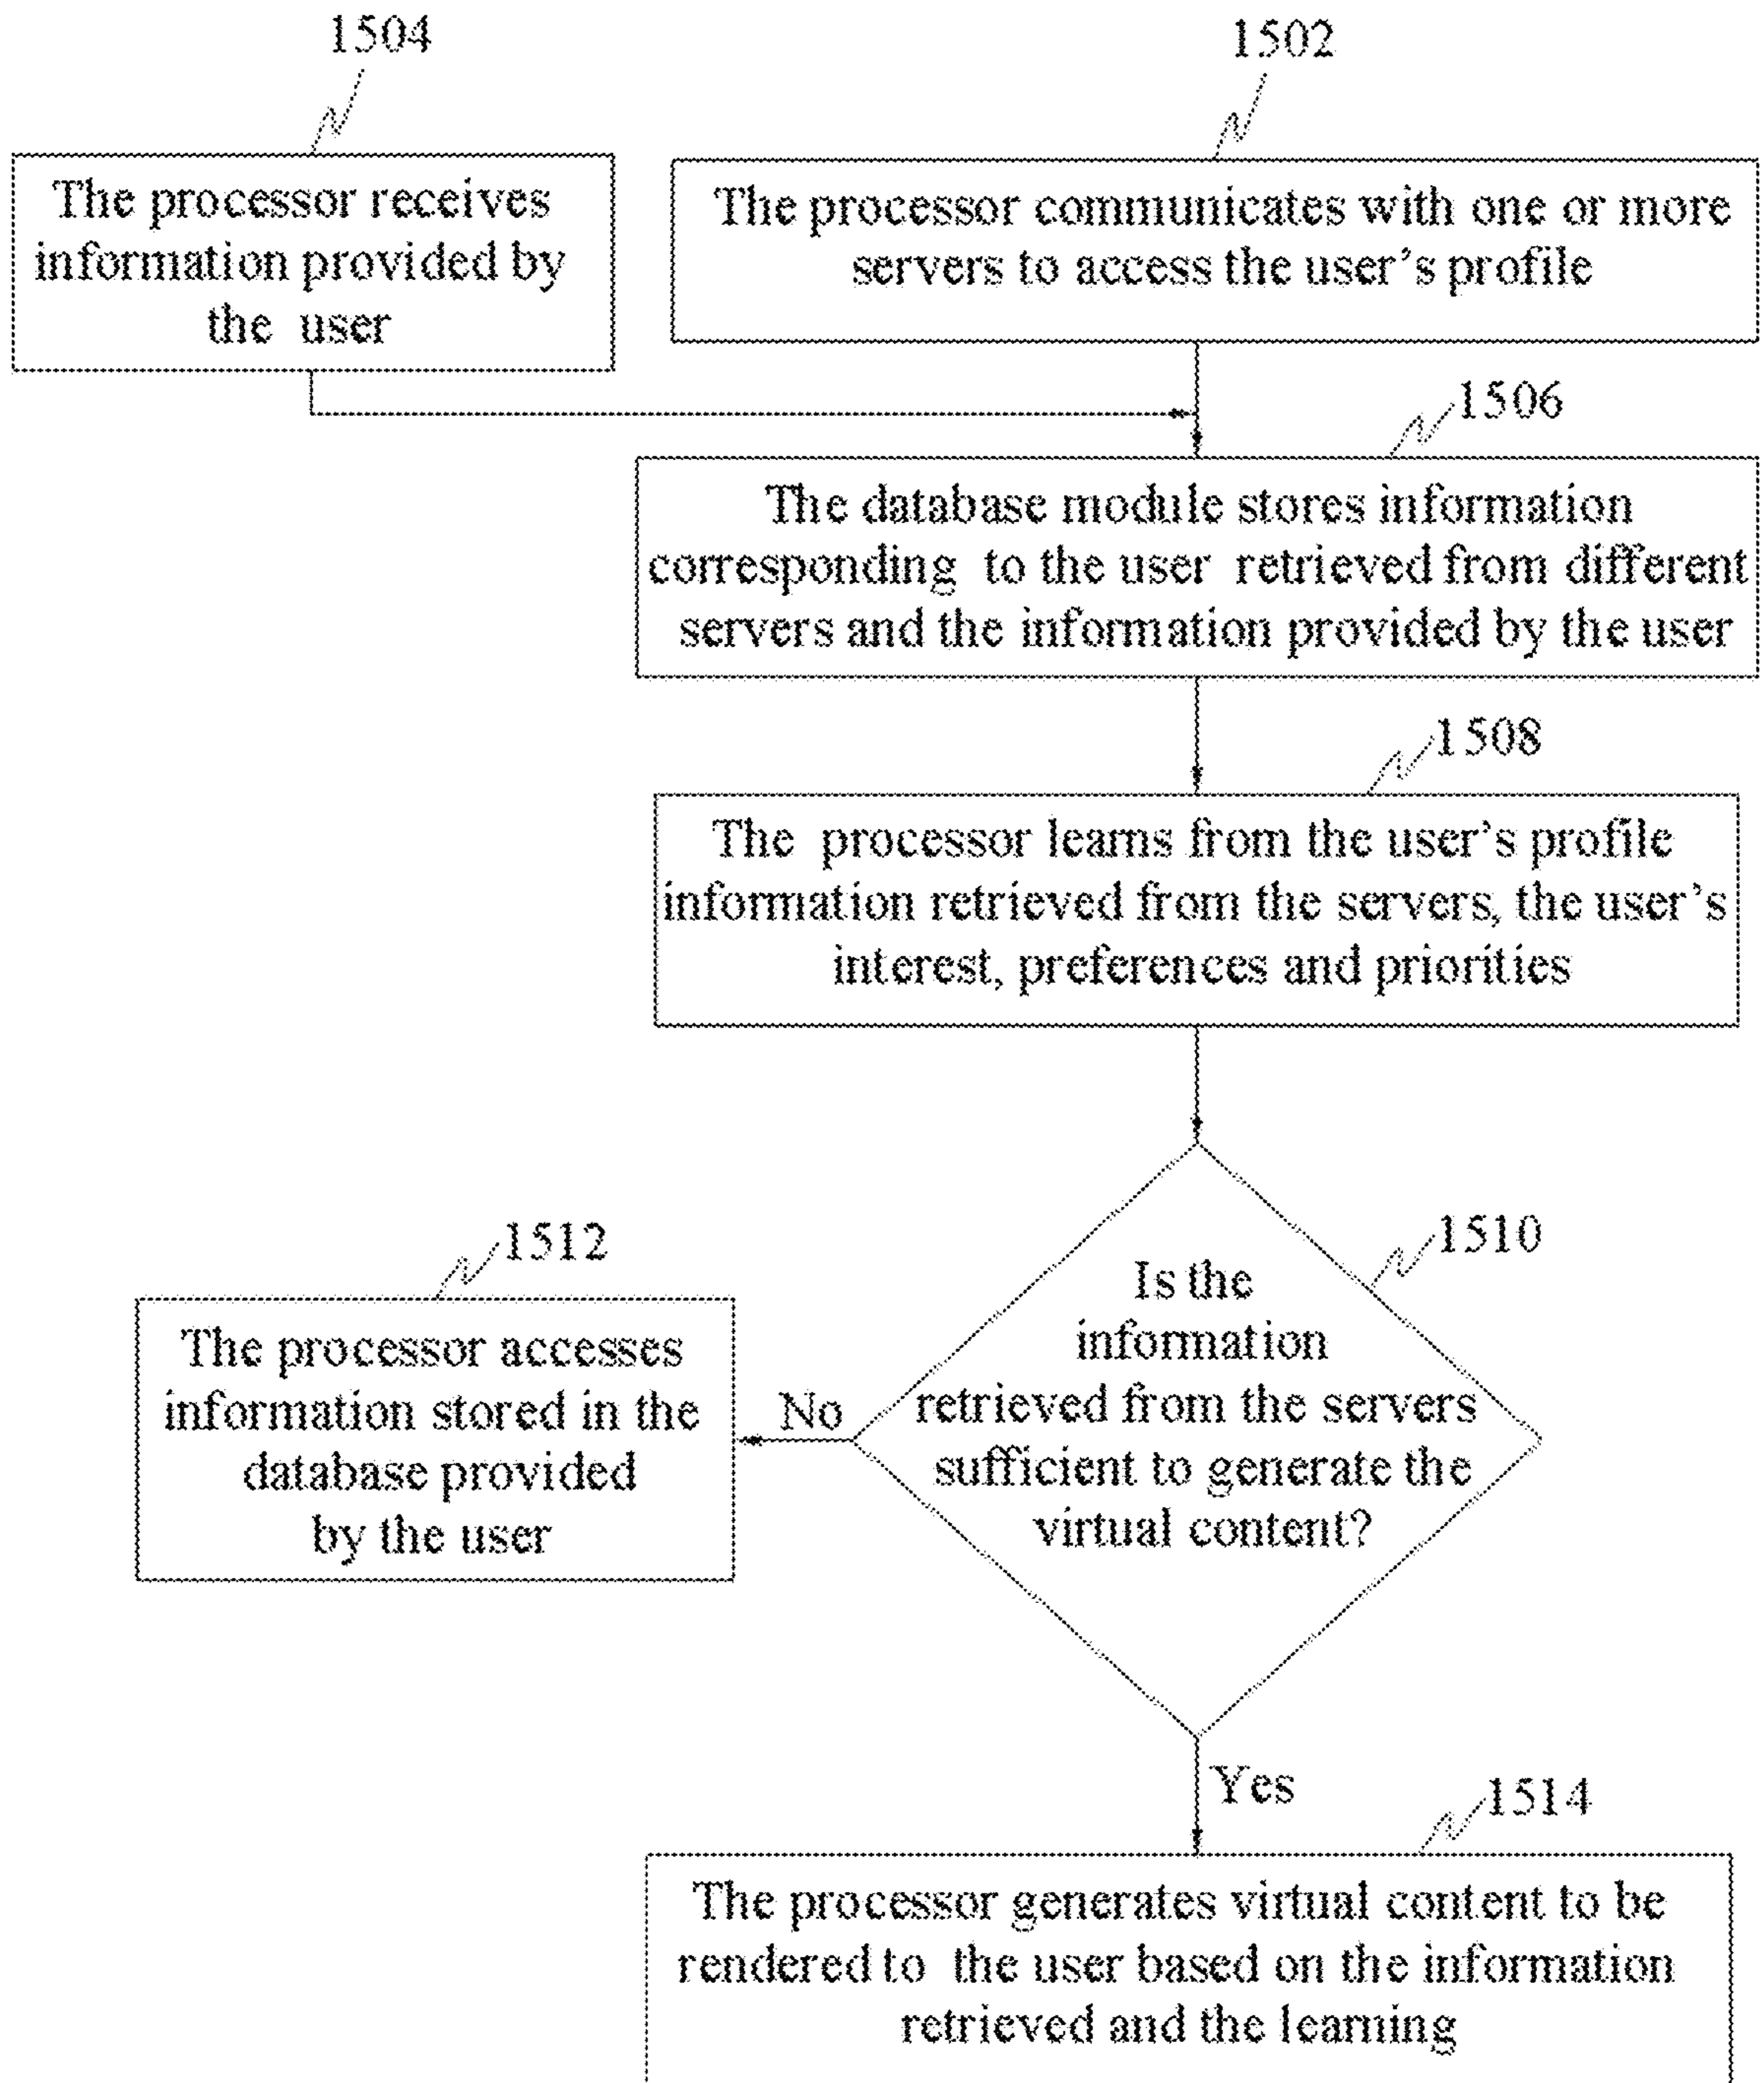 1504
1502
The processor receives
information provided by
the user
The processor communicates with one or more
servers to access the user's profile
1506
The database module stores information
corresponding to the user retrieved from different
servers and the information provided by the user
1508
The processor learns from the user's profile
information retrieved from the servers, the user's
interest, preferences and priorities
1510
Is the
information
retrieved from the servers
sufficient to generate the
virtual content?
1512
The processor accesses
information stored in the
database provided
by the user
No
Yes
1514
The processor generates virtual content to be
rendered to the user based on the information
retrieved and the learning